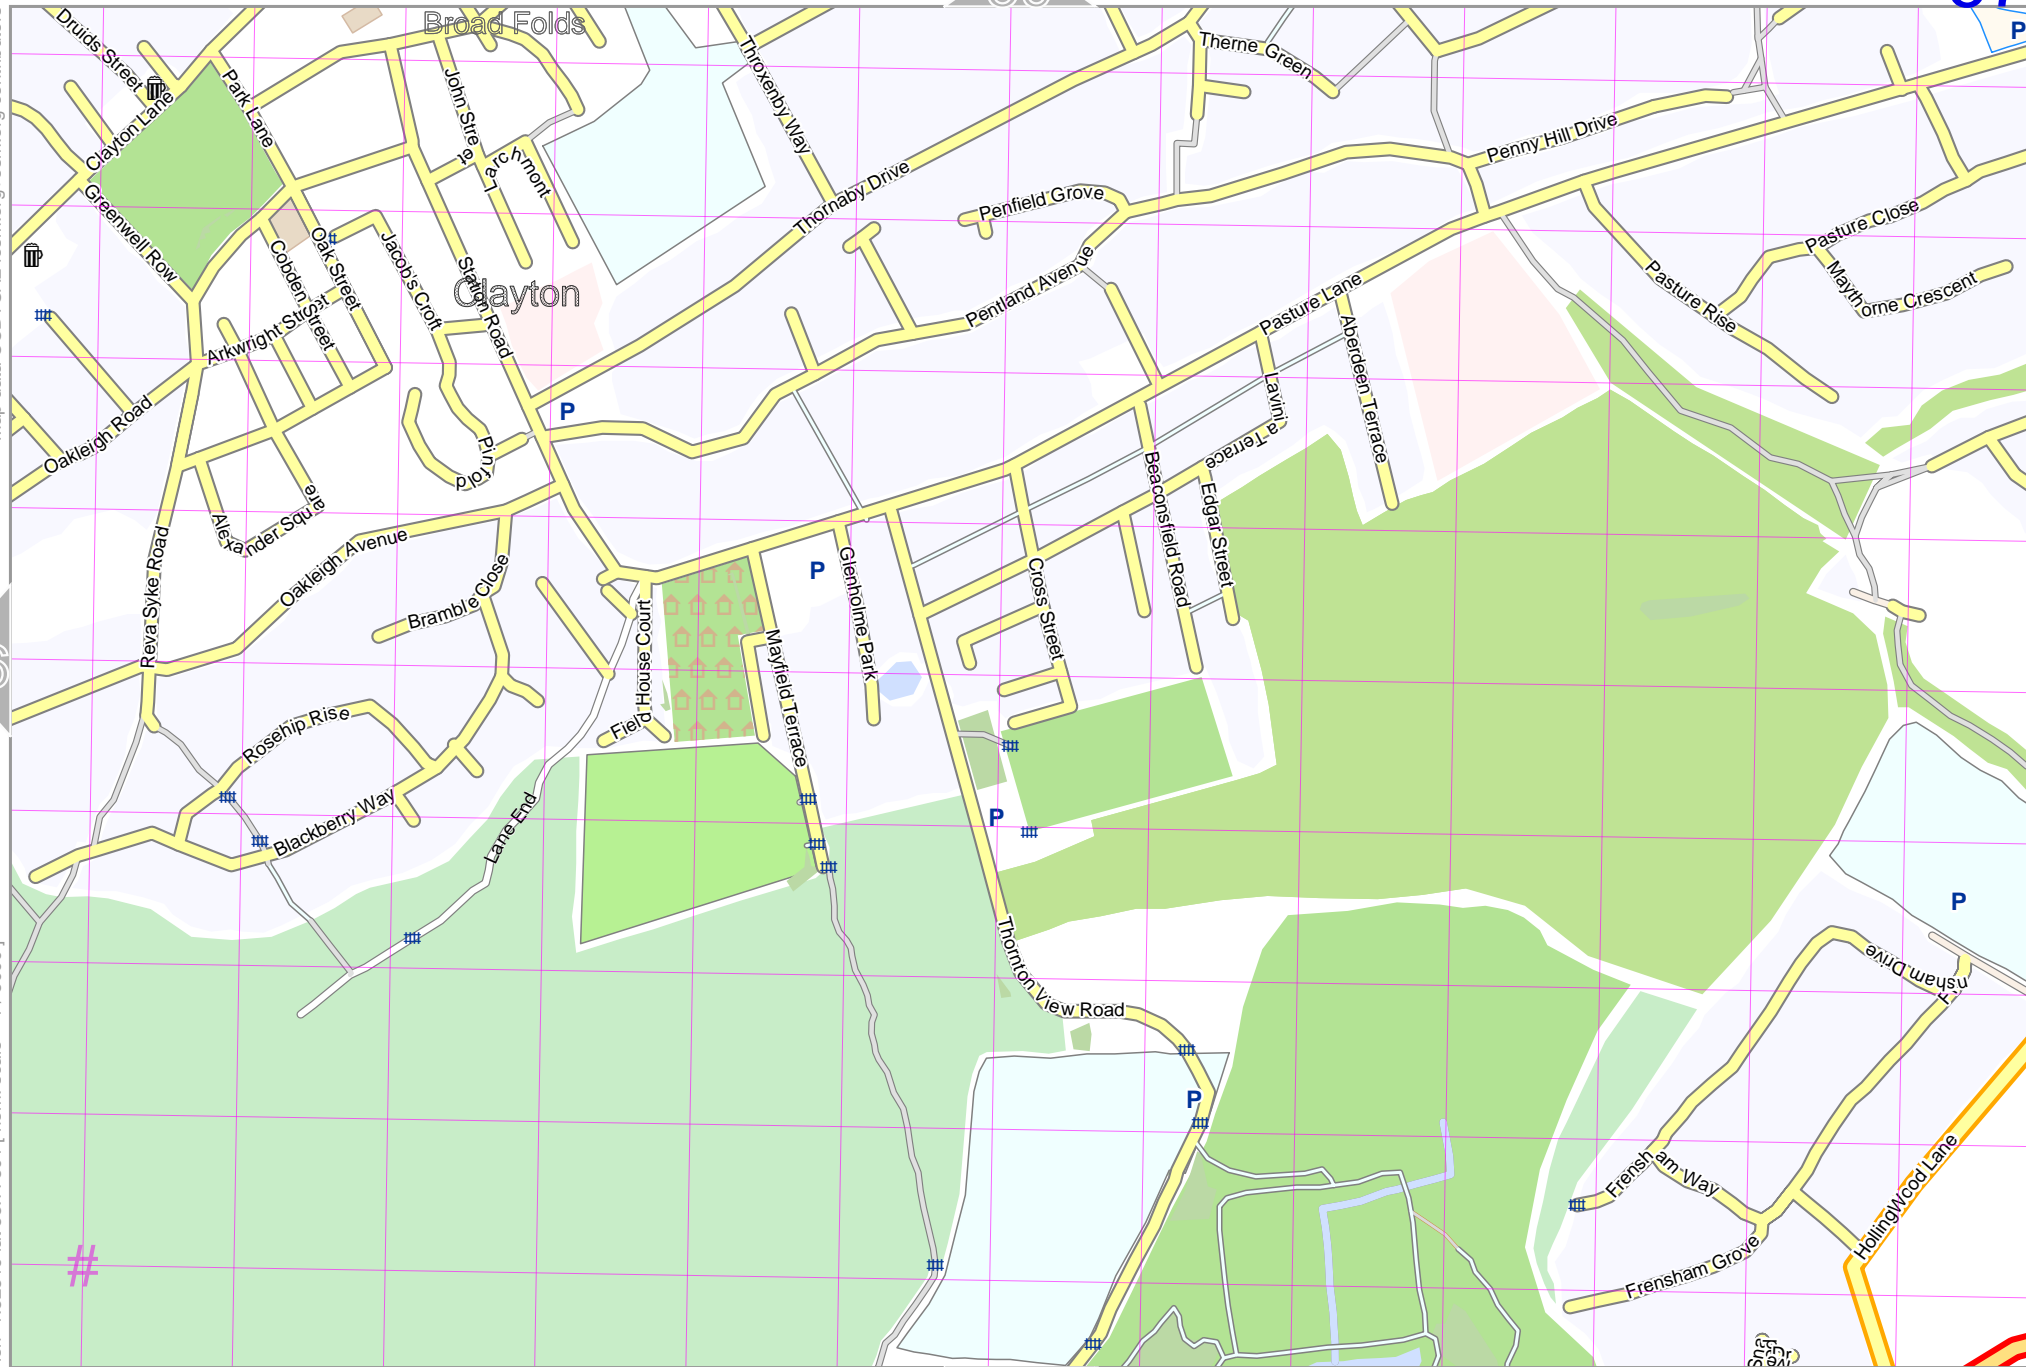 Broad Folds
Druids Street
Clayton Lane
Park Lane
John Street
Larchmont
Throxenby Way
Therne Green
P
Penny Hill Drive
Thornaby Drive
Penfield Grove
Greenwell Row
Cobden Street
Oak Street
Jacob's Croft
Station Road
Clayton
Arkwright Street
Pentland Avenue
Pasture Lane
Pasture Close
Maythorne Crescent
Pasture Rise
Aberdeen Terrace
Lavinia Terrace
Oakleigh Road
Pinfold
P
Alexander Square
Beaconsfield Road
Edgar Street
Reva Syke Road
Oakleigh Avenue
Bramble Close
P
Glenholme Park
Cross Street
Mayfield Terrace
Fieldhouse Court
Rosehip Rise
Blackberry Way
Lane End
P
P
Thornton View Road
P
Frensham Drive
Frensham Way
Frensham Grove
HollingWood Lane
#